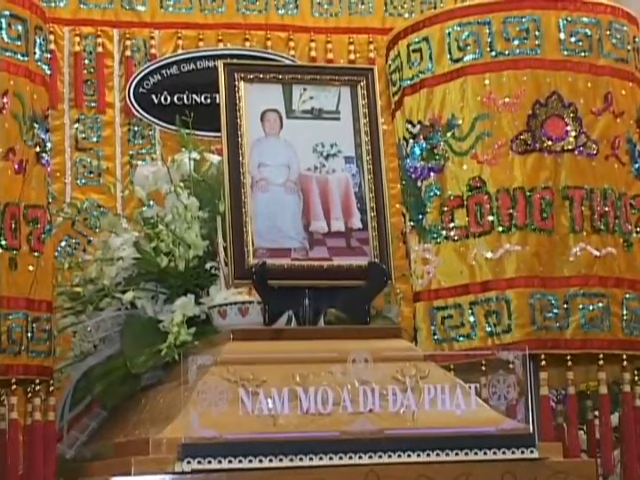 TOÀN THỂ GIA ĐÌNH
VÔ CÙNG T
CÔNG THỌ
NAM MÔ A DI ĐÀ PHẬT